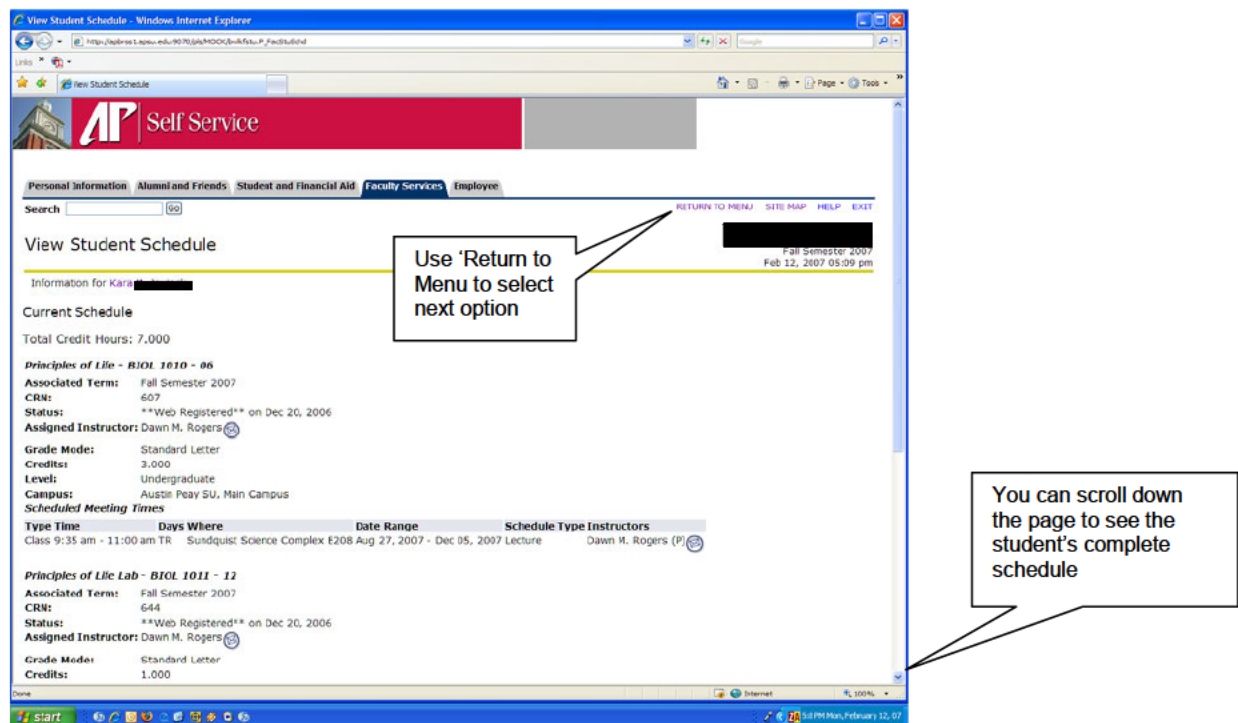 View Student Schedule - Windows Internet Explorer
Google
Links
View Student Schedule
Page Tools
AP Self Service
Personal Information Alumni and Friends Student and Financial Aid Faculty Services Employee
Search Go
RETURN TO MENU SITE MAP HELP EXIT
View Student Schedule
Fall Semester 2007
Feb 12, 2007 05:09 pm
Use ‘Return to
Menu to select
next option
Information for Kara
Current Schedule
Total Credit Hours: 7.000
Principles of Life - BIOL 1010 - 06
Associated Term: Fall Semester 2007
CRN: 607
Status: **Web Registered** on Dec 20, 2006
Assigned Instructor: Dawn M. Rogers
Grade Mode: Standard Letter
Credits: 3.000
Level: Undergraduate
Campus: Austin Peay SU, Main Campus
Scheduled Meeting Times
Type Time Days Where Date Range Schedule Type Instructors
Class 9:35 am - 11:00 am TR Sundquist Science Complex E208 Aug 27, 2007 - Dec 05, 2007 Lecture Dawn M. Rogers (P)
You can scroll down
the page to see the
student’s complete
schedule
Principles of Life Lab - BIOL 1011 - 12
Associated Term: Fall Semester 2007
CRN: 644
Status: **Web Registered** on Dec 20, 2006
Assigned Instructor: Dawn M. Rogers
Grade Mode: Standard Letter
Credits: 1.000
Done Internet 100%
start PM Mon, February 12, 07